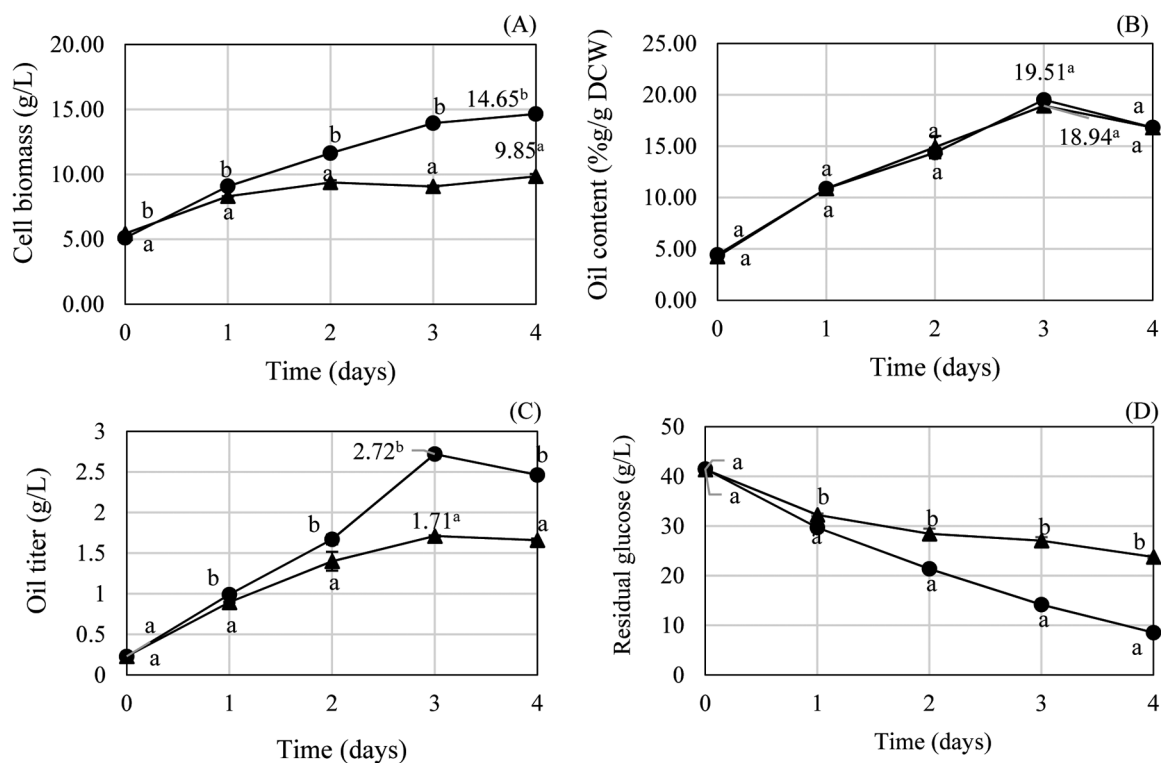 (A)
Cell biomass (g/L)
20.00
15.00
10.00
5.00
0.00
b
a
b
a
b
a
b
a
14.65ᵇ
9.85ᵃ
0 1 2 3 4
Time (days)
(B)
Oil content (%g/g DCW)
25.00
20.00
15.00
10.00
5.00
0.00
a
a
a
a
a
a
19.51ᵃ
18.94ᵃ
a
a
0 1 2 3 4
Time (days)
(C)
Oil titer (g/L)
3
2.5
2
1.5
1
0.5
0
a
a
b
a
b
a
2.72ᵇ
1.71ᵃ
b
a
0 1 2 3 4
Time (days)
(D)
Residual glucose (g/L)
50
40
30
20
10
0
a
a
b
a
b
a
b
a
b
a
0 1 2 3 4
Time (days)